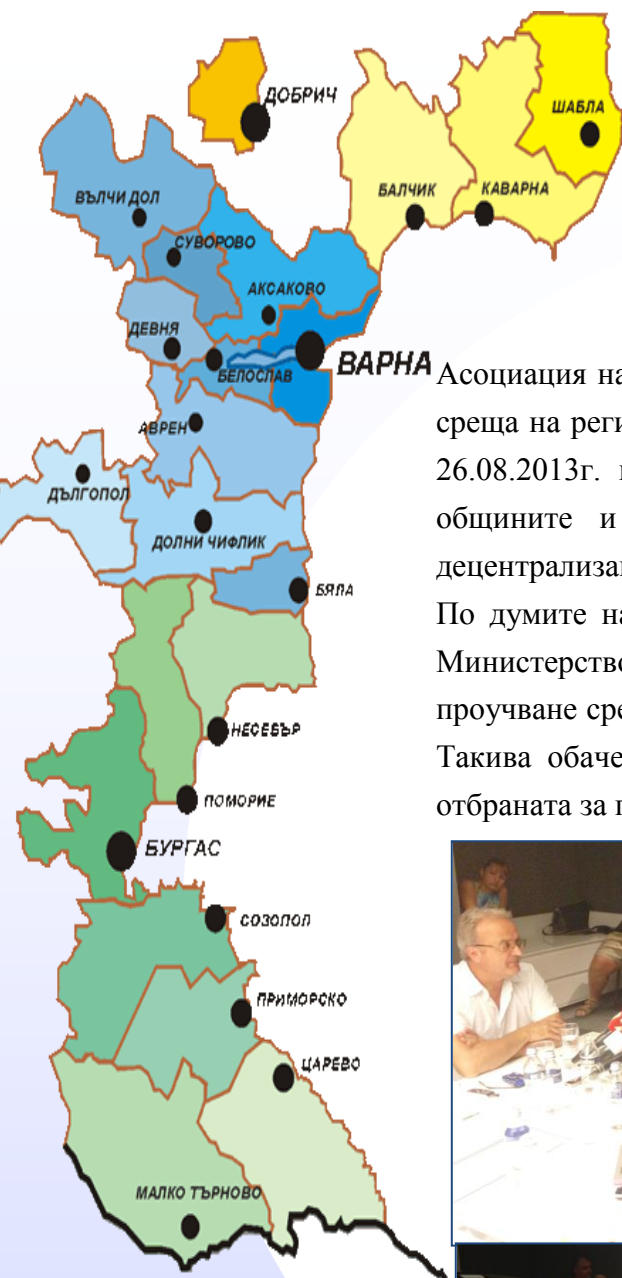 ДОБРИЧ
ШАБЛА
ВЪЛЧИ ДОЛ
БАЛЧИК
КАВАРНА
СУВОРОВО
АКСАКОВО
ДЕВНЯ
БЕЛОСЛАВ
ВАРНА
АВРЕН
ДЪЛГОПОЛ
ДОЛНИ ЧИФЛИК
БЯЛА
НЕСЕБЪР
ПОМОРИЕ
БУРГАС
СОЗОПОЛ
ПРИМОРСКО
ЦАРЕВО
МАЛКО ТЪРНОВО
Асоциация на
среща на реги
26.08.2013г.
общините и
децентрализа
По думите на
Министерство
проучване сре
Такива обаче
отбраната за